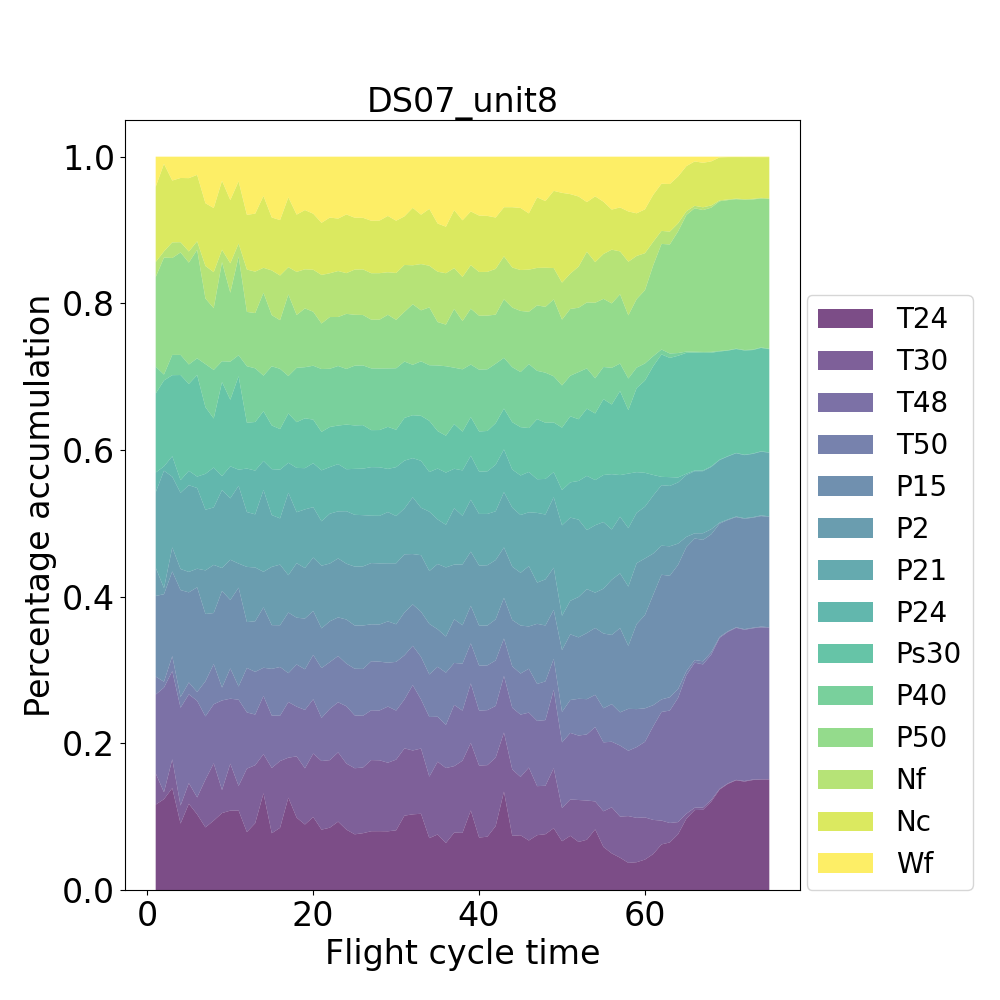 DS07_unit8
Percentage accumulation
1.0
0.8
0.6
0.4
0.2
0.0
0
20
40
60
Flight cycle time
T24
T30
T48
T50
P15
P2
P21
P24
Ps30
P40
P50
Nf
Nc
Wf